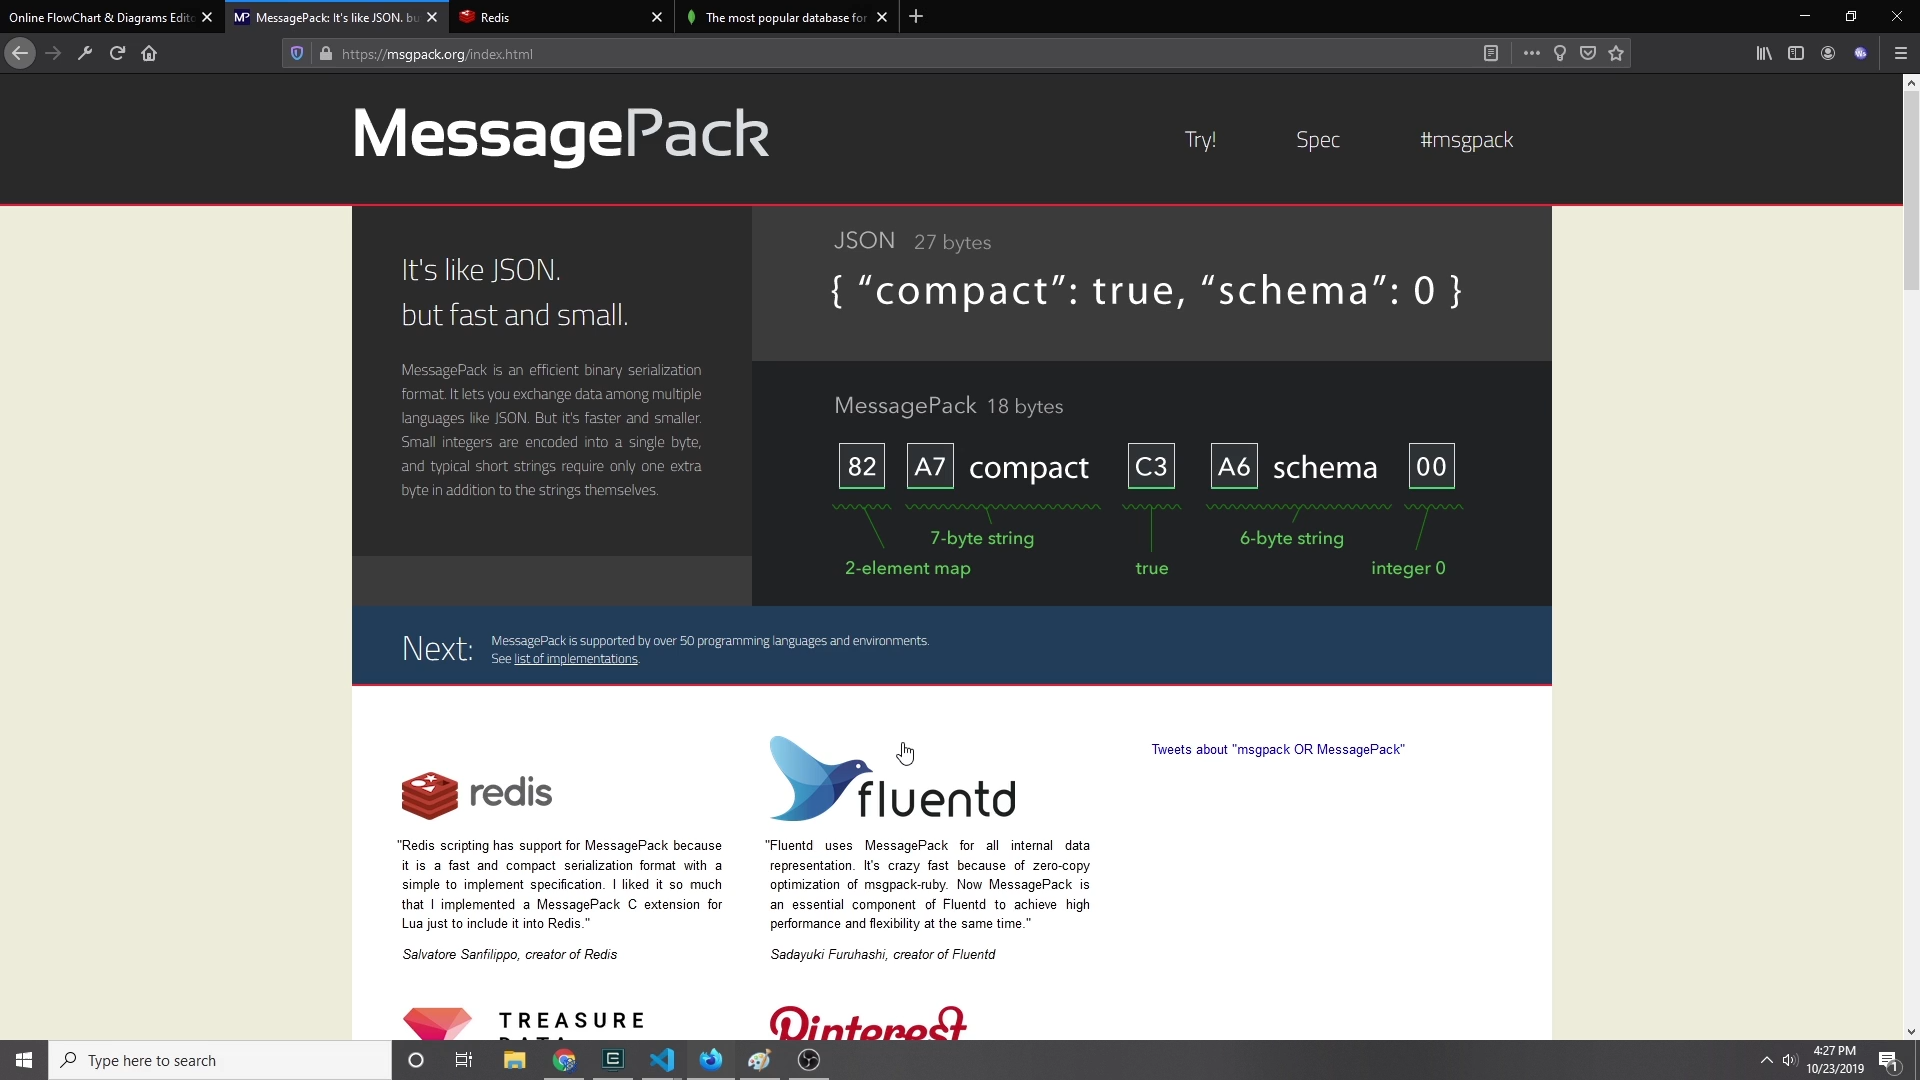 Online FlowChart & Diagrams Edito
MessagePack: It's like JSON. bu
Redis
The most popular database for
https://msgpack.org/index.html
MessagePack
Try!
Spec
#msgpack
It's like JSON.
but fast and small.
MessagePack is an efficient binary serialization
format. It lets you exchange data among multiple
languages like JSON. But it's faster and smaller.
Small integers are encoded into a single byte,
and typical short strings require only one extra
byte in addition to the strings themselves.
JSON 27 bytes
{ “compact”: true, “schema”: 0 }
MessagePack 18 bytes
82 A7 compact C3 A6 schema 00
7-byte string 6-byte string
2-element map true integer 0
Next:
MessagePack is supported by over 50 programming languages and environments.
See list of implementations.
redis
"Redis scripting has support for MessagePack because
it is a fast and compact serialization format with a
simple to implement specification. I liked it so much
that I implemented a MessagePack C extension for
Lua just to include it into Redis."
Salvatore Sanfilippo, creator of Redis
fluentd
"Fluentd uses MessagePack for all internal data
representation. It's crazy fast because of zero-copy
optimization of msgpack-ruby. Now MessagePack is
an essential component of Fluentd to achieve high
performance and flexibility at the same time."
Sadayuki Furuhashi, creator of Fluentd
Tweets about "msgpack OR MessagePack"
TREASURE
DATA
Pinterest
Type here to search
4:27 PM
10/23/2019
1